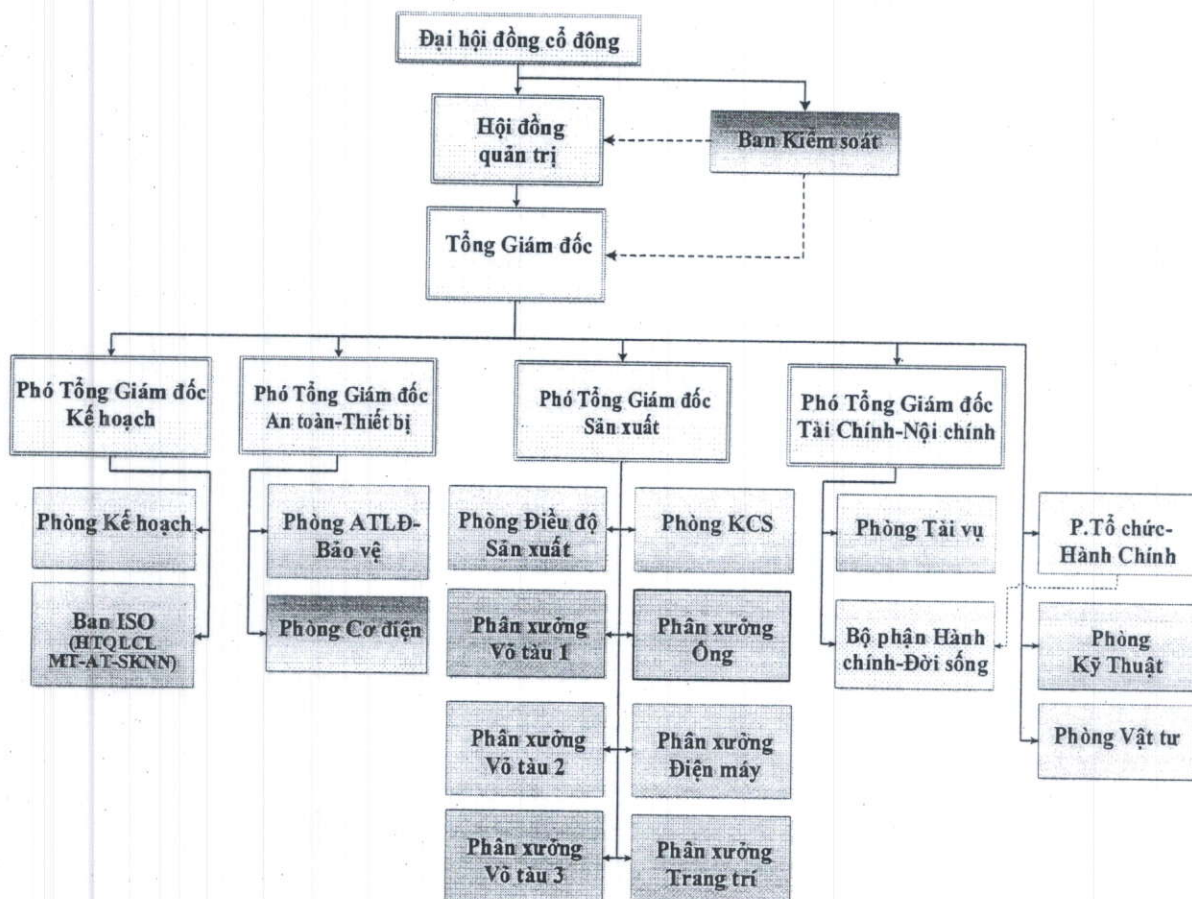 Đại hội đồng cổ đông
Hội đồng
quản trị
Ban Kiểm soát
Tổng Giám đốc
Phó Tổng Giám đốc
Kế hoạch
Phó Tổng Giám đốc
An toàn-Thiết bị
Phó Tổng Giám đốc
Sản xuất
Phó Tổng Giám đốc
Tài Chính-Nội chính
Phòng Kế hoạch
Ban ISO
(HTQLCL
MT-AT-SKNN)
Phòng ATLĐ-
Bảo vệ
Phòng Cơ điện
Phòng Điều độ
Sản xuất
Phòng KCS
Phân xưởng
Vỏ tàu 1
Phân xưởng
Ống
Phân xưởng
Vỏ tàu 2
Phân xưởng
Điện máy
Phân xưởng
Vỏ tàu 3
Phân xưởng
Trang trí
Phòng Tài vụ
Bộ phận Hành
chính-Đời sống
P.Tổ chức-
Hành Chính
Phòng
Kỹ Thuật
Phòng Vật tư